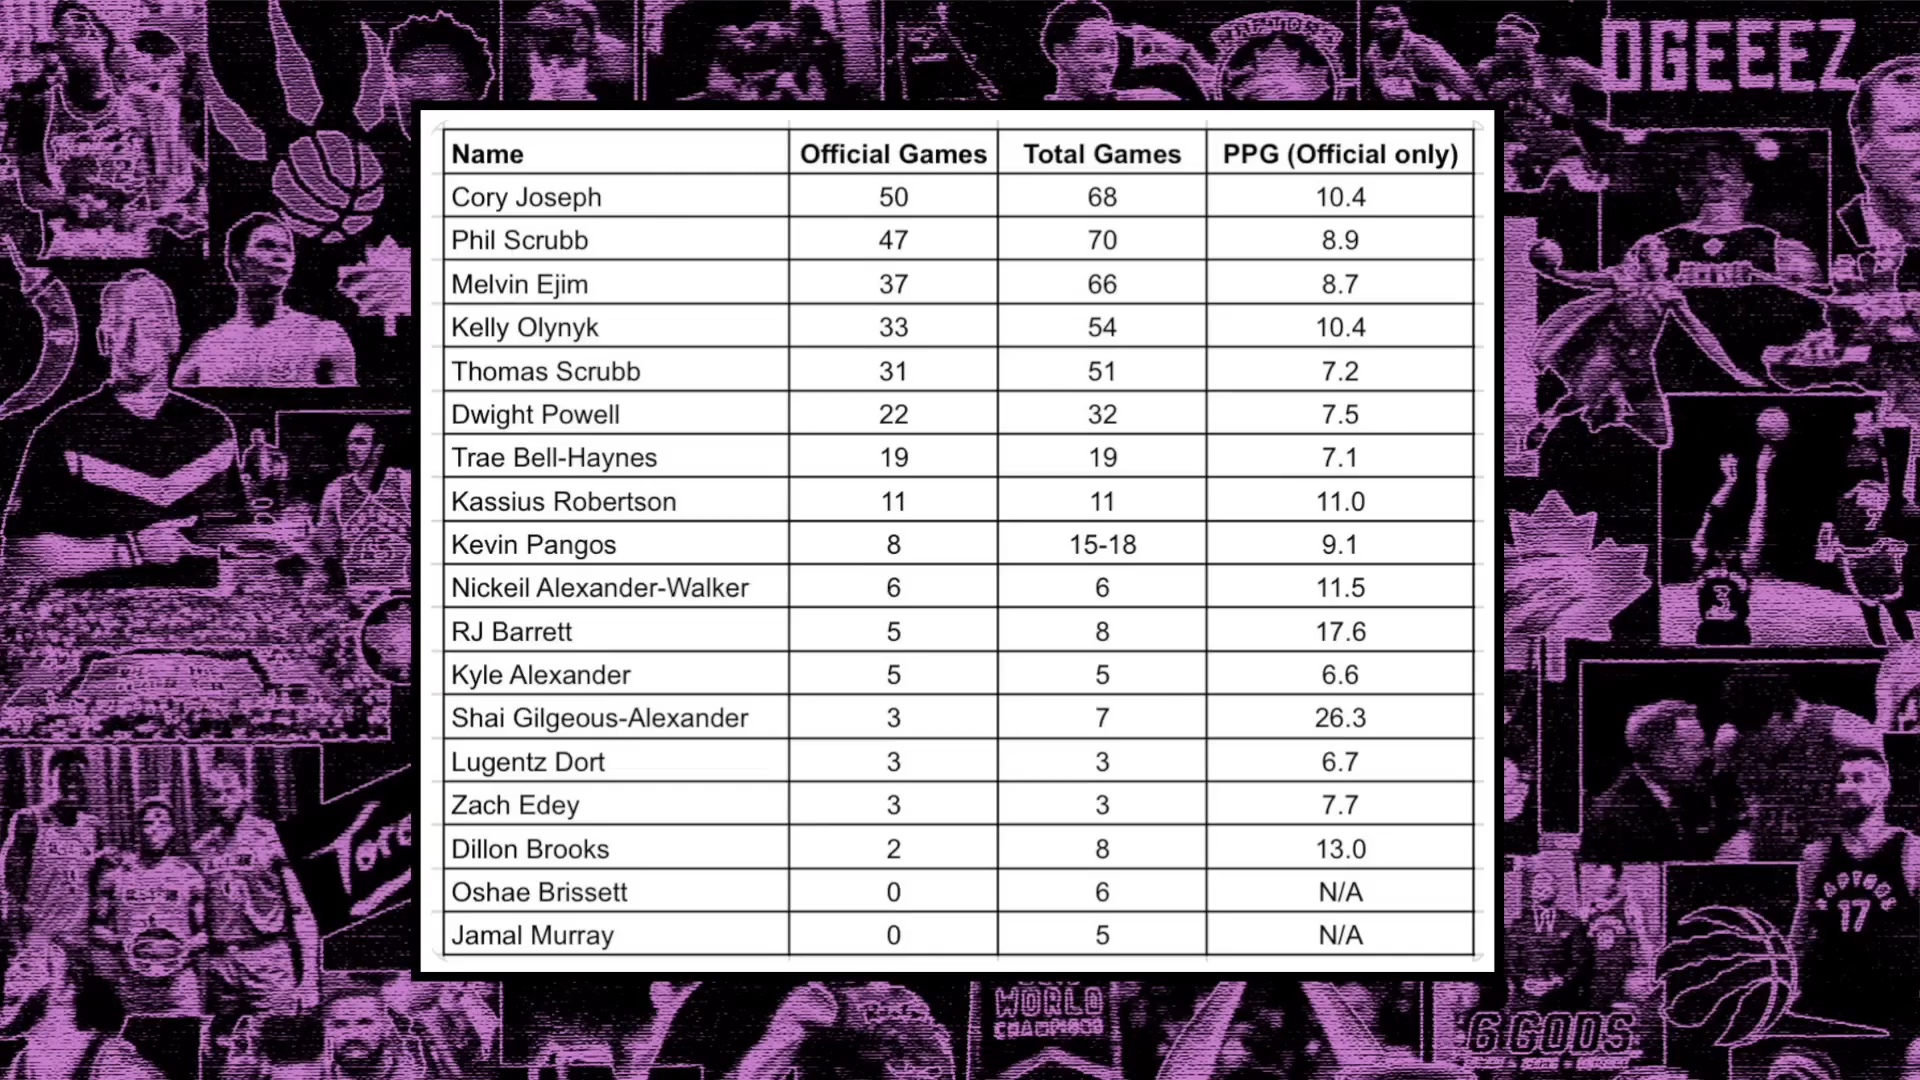 DGEEEZ
Name Official Games Total Games PPG (Official only)
Cory Joseph 50 68 10.4
Phil Scrubb 47 70 8.9
Melvin Ejim 37 66 8.7
Kelly Olynyk 33 54 10.4
Thomas Scrubb 31 51 7.2
Dwight Powell 22 32 7.5
Trae Bell-Haynes 19 19 7.1
Kassius Robertson 11 11 11.0
Kevin Pangos 8 15-18 9.1
Nickeil Alexander-Walker 6 6 11.5
RJ Barrett 5 8 17.6
Kyle Alexander 5 5 6.6
Shai Gilgeous-Alexander 3 7 26.3
Lugentz Dort 3 3 6.7
Zach Edey 3 3 7.7
Dillon Brooks 2 8 13.0
Oshae Brissett 0 6 N/A
Jamal Murray 0 5 N/A
3
17
WORLD
CHAMPIONS
6 GODS